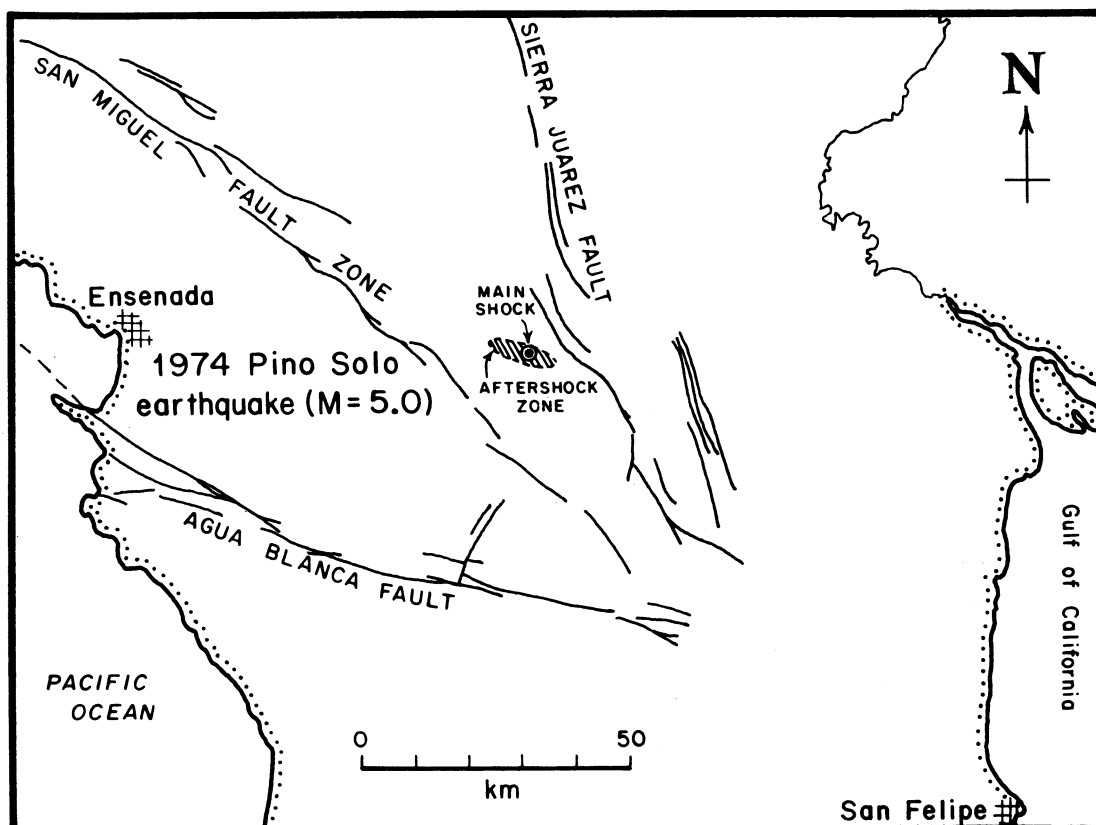 SIERRA JUAREZ FAULT
SAN MIGUEL FAULT ZONE
N
Ensenada
MAIN
SHOCK
1974 Pino Solo
earthquake (M = 5.0)
AFTERSHOCK
ZONE
AGUA BLANCA FAULT
Gulf of California
PACIFIC
OCEAN
0 50
km
San Felipe